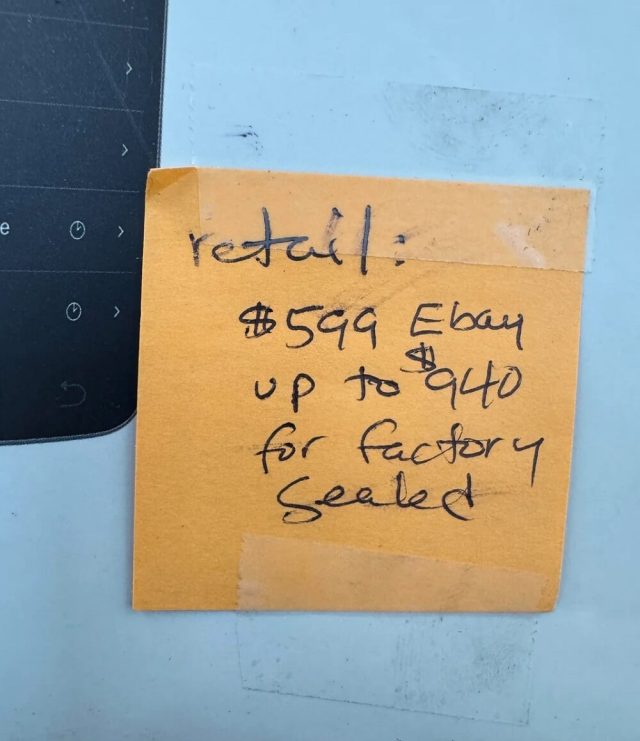 retail:
$599 Ebay
up to $940
for factory
sealed
e